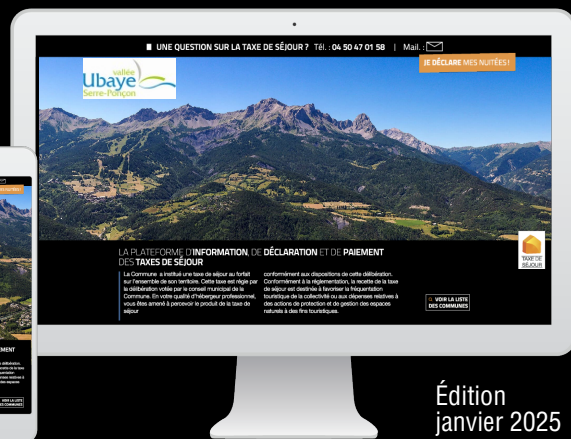 UNE QUESTION SUR LA TAXE DE SÉJOUR ? Tél. : 04 50 47 01 58 | Mail. :
JE DÉCLARE MES NUITÉES !
vallée
Ubaye
Serre-Ponçon
LA PLATEFORME D'INFORMATION, DE DÉCLARATION ET DE PAIEMENT
DES TAXES DE SÉJOUR
La Commune a institué une taxe de séjour au forfait
sur l'ensemble de son territoire. Cette taxe est régie par
la délibération votée par le conseil municipal de la
Commune. En votre qualité d'hébergeur professionnel,
vous êtes amené à percevoir le produit de la taxe de
séjour
conformément aux dispositions de cette délibération.
Conformément à la réglementation, la recette de la taxe
de séjour est destinée à favoriser la fréquentation
touristique de la collectivité ou aux dépenses relatives à
des actions de protection et de gestion des espaces
naturels à des fins touristiques.
TAXE DE
SÉJOUR
VOIR LA LISTE
DES COMMUNES
VOIR LA LISTE
DES COMMUNES
Édition
janvier 2025